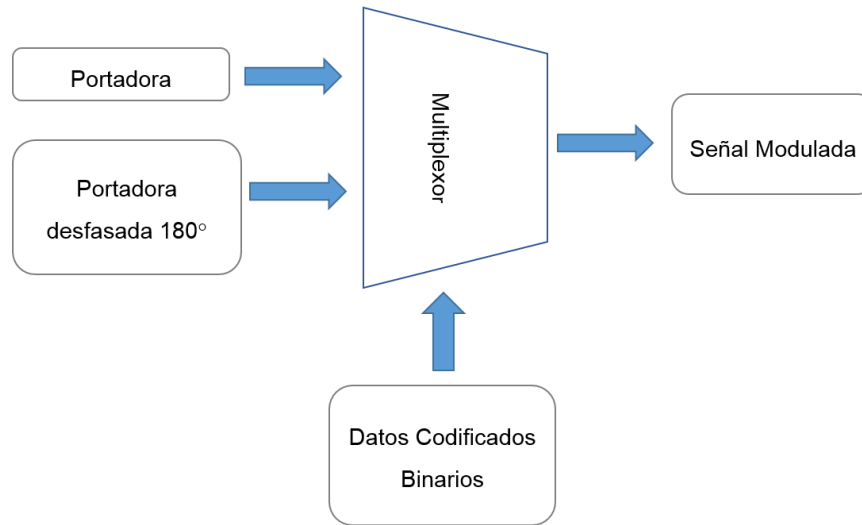 Portadora
Portadora
desfasada 180°
Multiplexor
Señal Modulada
Datos Codificados
Binarios